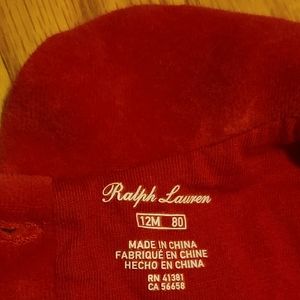 Ralph Lauren
12M 80
MADE IN CHINA
FABRIQUÉ EN CHINE
HECHO EN CHINA
RN 41381
CA 56658